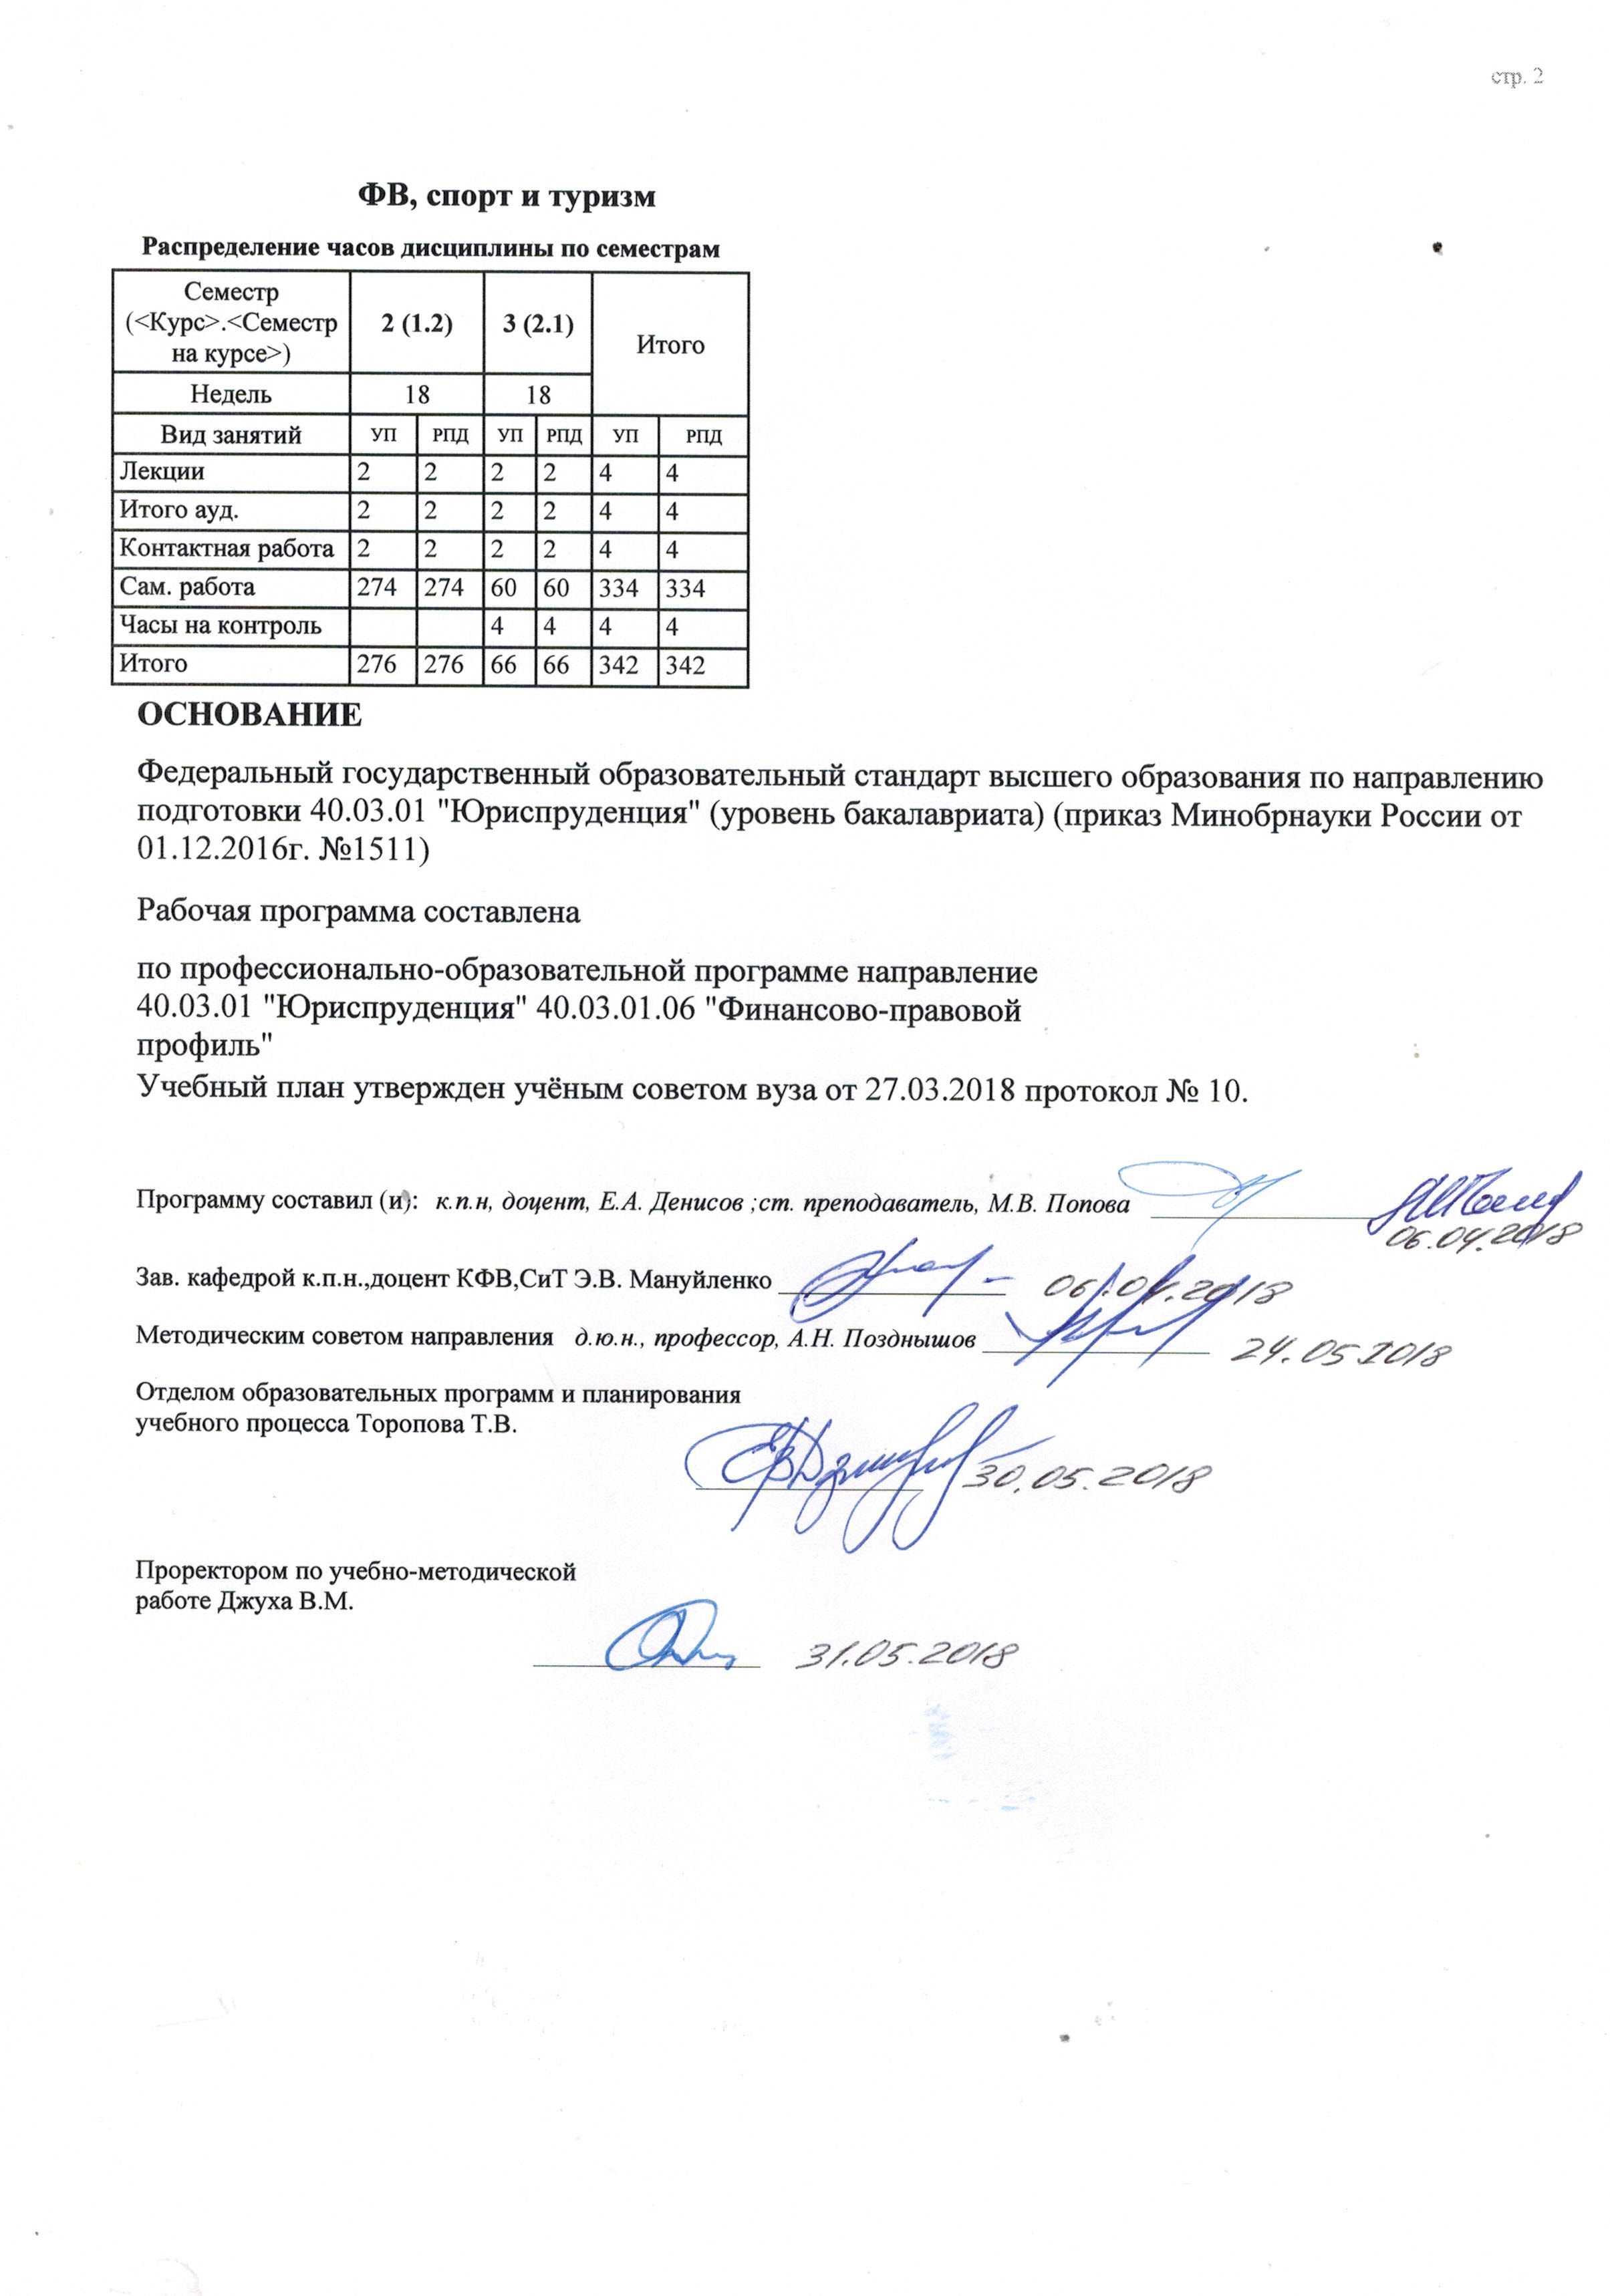 стр. 2
ФВ, спорт и туризм
Распределение часов дисциплины по семестрам
Семестр (<Курс>.<Семестр на курсе>) 2 (1.2) 3 (2.1) Итого
Недель 18 18
Вид занятий УП РПД УП РПД УП РПД
Лекции 2 2 2 2 4 4
Итого ауд. 2 2 2 2 4 4
Контактная работа 2 2 2 2 4 4
Сам. работа 274 274 60 60 334 334
Часы на контроль 4 4 4 4
Итого 276 276 66 66 342 342
ОСНОВАНИЕ
Федеральный государственный образовательный стандарт высшего образования по направлению
подготовки 40.03.01 "Юриспруденция" (уровень бакалавриата) (приказ Минобрнауки России от
01.12.2016г. №1511)
Рабочая программа составлена
по профессионально-образовательной программе направление
40.03.01 "Юриспруденция" 40.03.01.06 "Финансово-правовой
профиль"
Учебный план утвержден учёным советом вуза от 27.03.2018 протокол № 10.
Программу составил (и): к.п.н, доцент, Е.А. Денисов ;ст. преподаватель, М.В. Попова
06.04.2018
Зав. кафедрой к.п.н.,доцент КФВ,СиТ Э.В. Мануйленко 06.04.2018
Методическим советом направления д.ю.н., профессор, А.Н. Позднышов 24.05.2018
Отделом образовательных программ и планирования
учебного процесса Торопова Т.В.
30.05.2018
Проректором по учебно-методической
работе Джуха В.М.
31.05.2018